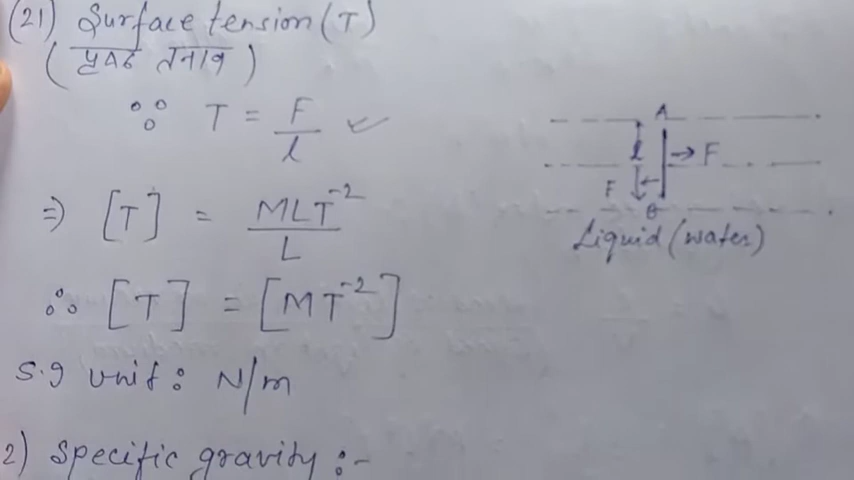 (21) Surface tension (T)
(पृष्ठ तनाव)
∵ T = F/l ✓
⇒ [T] = MLT⁻²/L
∴ [T] = [MT⁻²]
S.I unit: N/m
2) Specific gravity :-
A
l → F
F ←
B
Liquid (water)